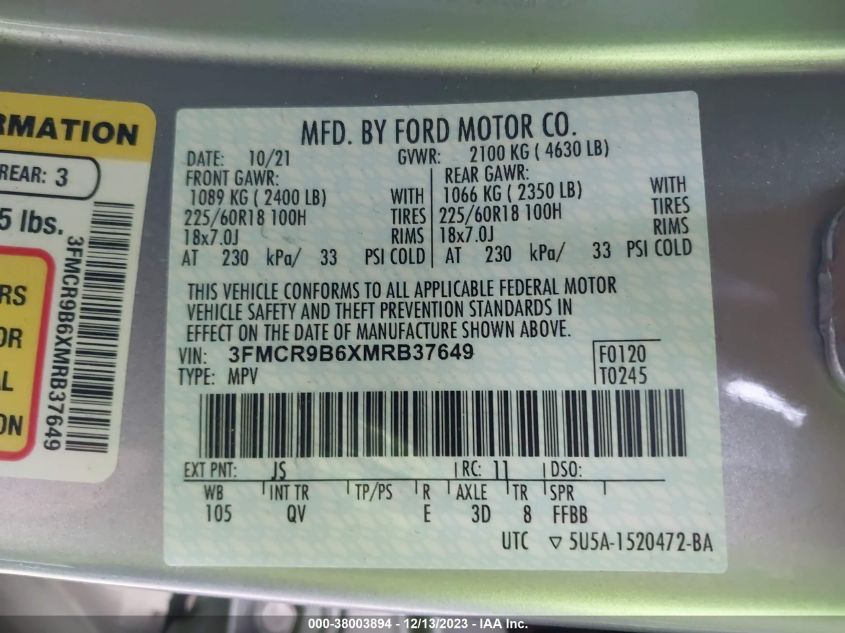 RMATION
REAR: 3
5 lbs.
3FMCR9B6XMRB37649
RS
OR
AL
ON
MFD. BY FORD MOTOR CO.
DATE: 10/21 GVWR: 2100 KG ( 4630 LB)
FRONT GAWR: REAR GAWR:
1089 KG ( 2400 LB) WITH 1066 KG ( 2350 LB) WITH
225/60R18 100H TIRES 225/60R18 100H TIRES
18x7.0J RIMS 18x7.0J RIMS
AT 230 kPa/ 33 PSI COLD AT 230 kPa/ 33 PSI COLD
THIS VEHICLE CONFORMS TO ALL APPLICABLE FEDERAL MOTOR
VEHICLE SAFETY AND THEFT PREVENTION STANDARDS IN
EFFECT ON THE DATE OF MANUFACTURE SHOWN ABOVE.
VIN: 3FMCR9B6XMRB37649 F0120
TYPE: MPV T0245
EXT PNT: JS RC: 11 DSO:
WB INT TR TP/PS R AXLE TR SPR
105 QV E 3D 8 FFBB
UTC ▽ 5U5A-1520472-BA
000-38003894 - 12/13/2023 - IAA Inc.